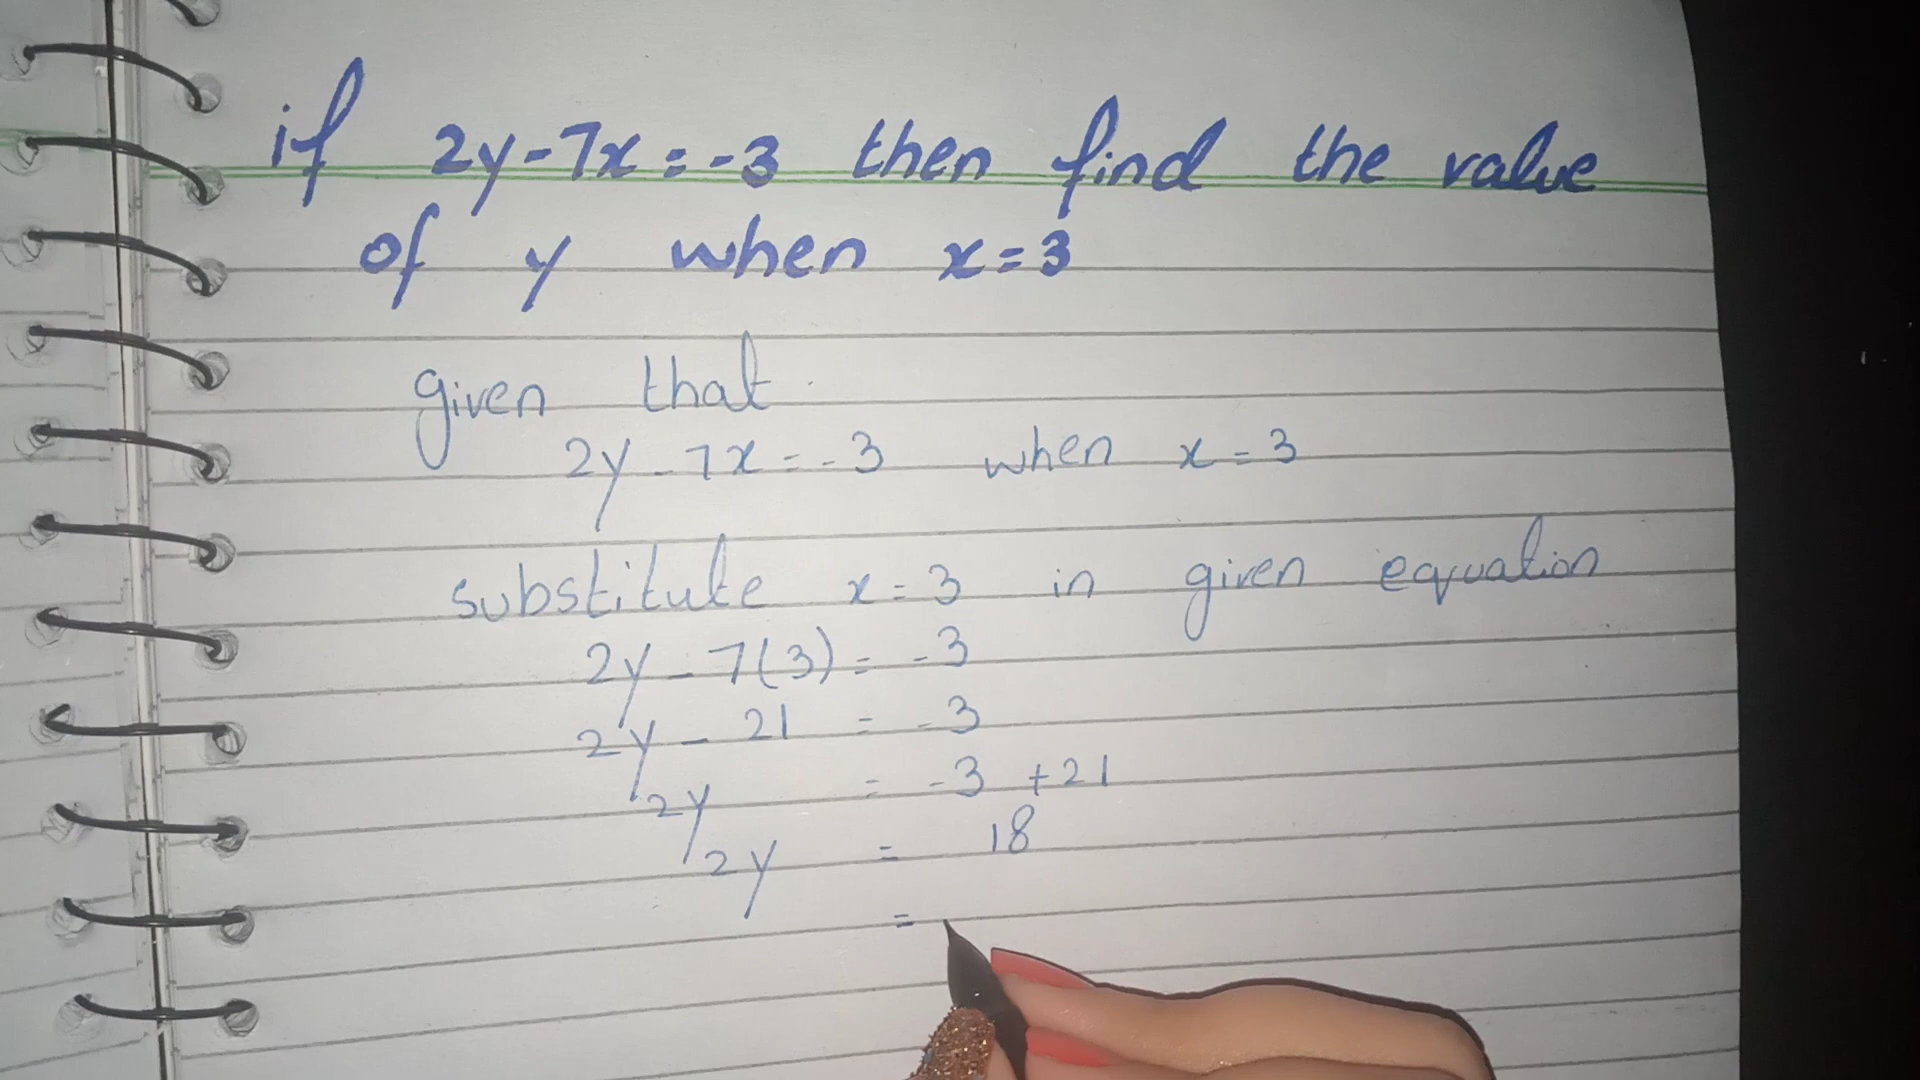 if 2y-7x=-3 then find the value
of y when x=3
given that
2y-7x=-3 when x=3
substitute x=3 in given equation
2y-7(3)=-3
2y-21=-3
2y=-3+21
2y=18
=